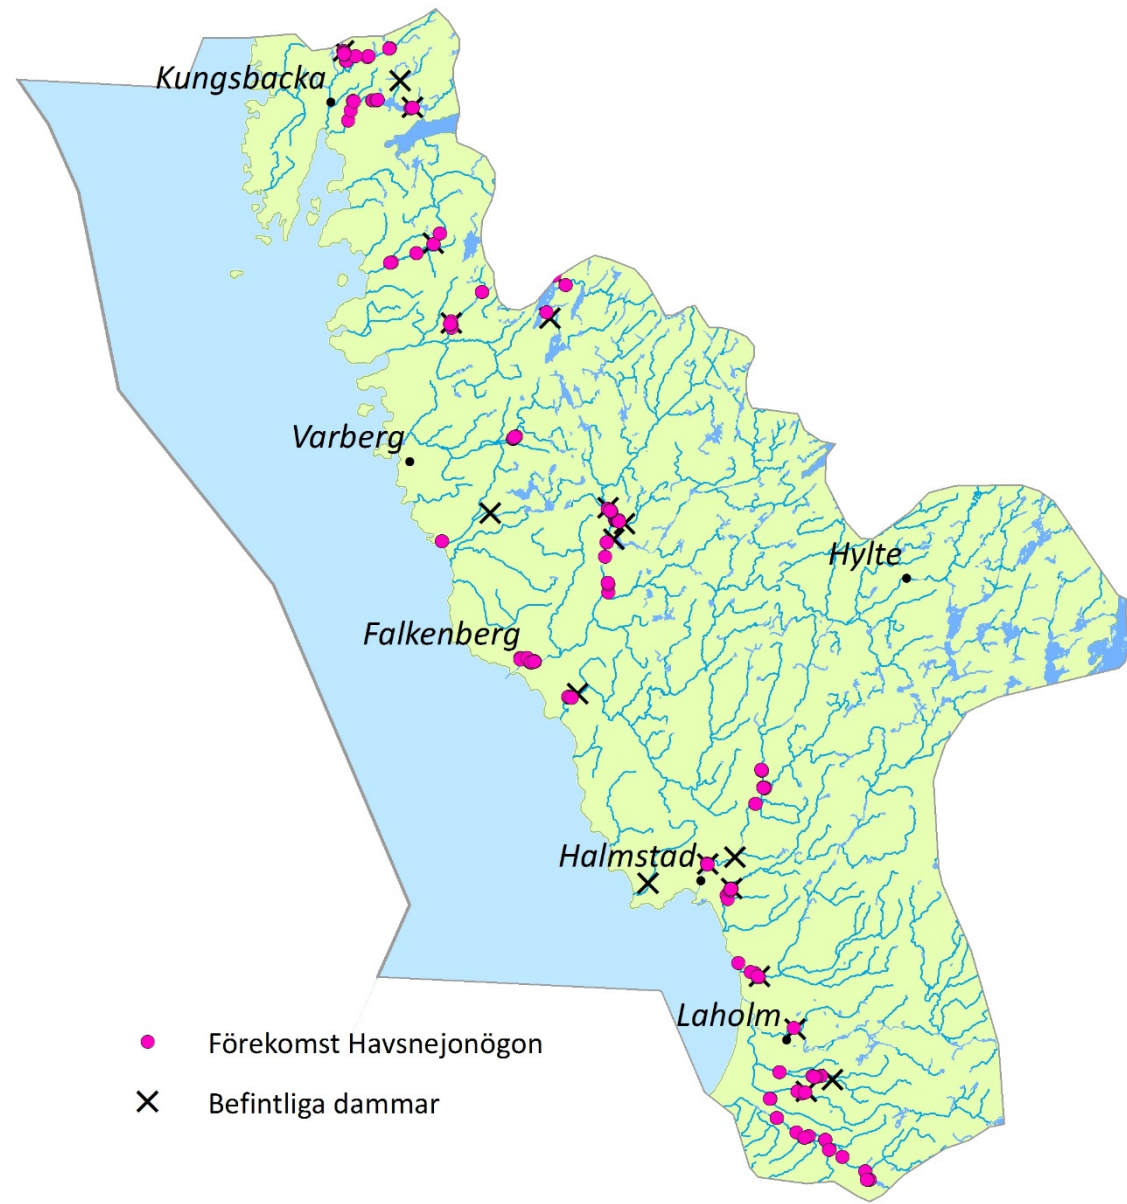 Kungsbacka
Varberg
Hylte
Falkenberg
Halmstad
Laholm
Förekomst Havsnejonögon
Befintliga dammar